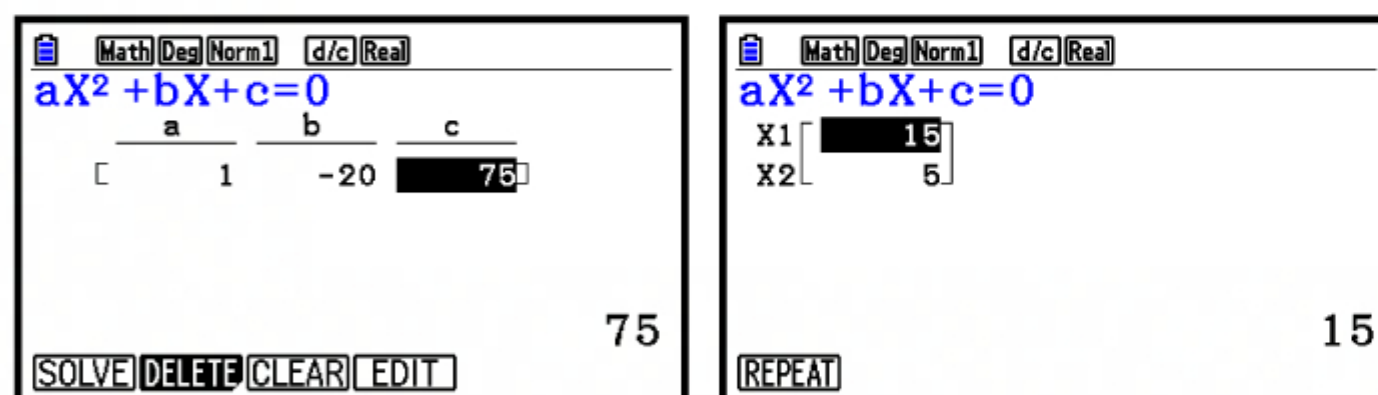 Math Deg Norm1 d/c Real
aX² +bX+c=0
a b c
[ 1 -20 75]
75
SOLVE DELETE CLEAR EDIT
Math Deg Norm1 d/c Real
aX² +bX+c=0
X1[ 15]
X2[ 5]
15
REPEAT